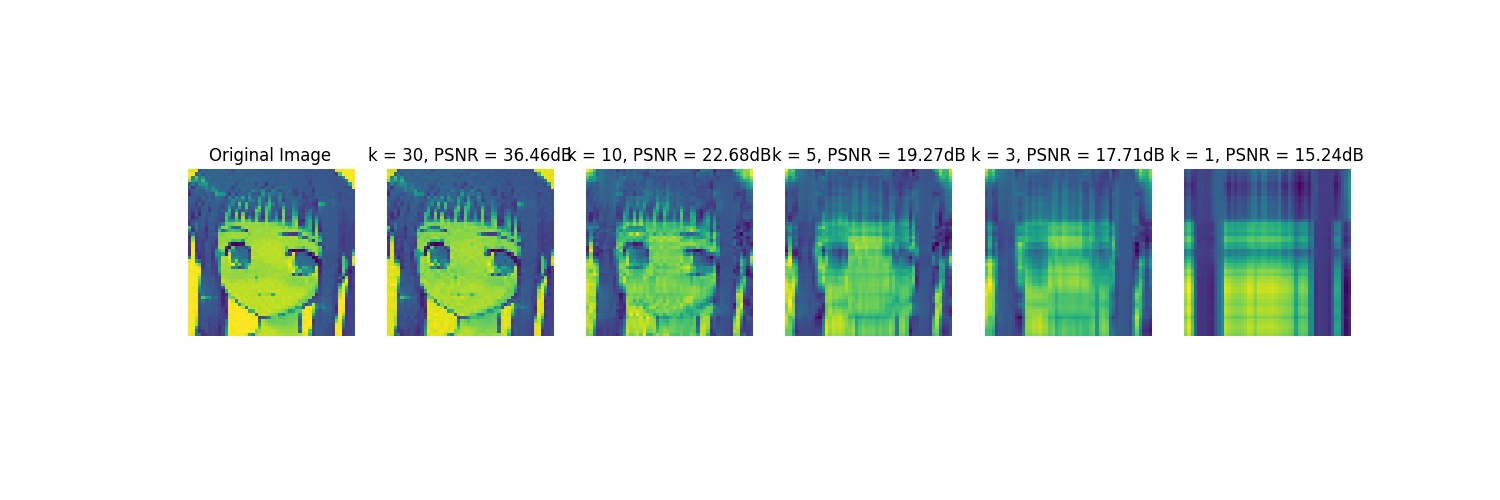 Original Image
k = 30, PSNR = 36.46dB
k = 10, PSNR = 22.68dB
k = 5, PSNR = 19.27dB
k = 3, PSNR = 17.71dB
k = 1, PSNR = 15.24dB